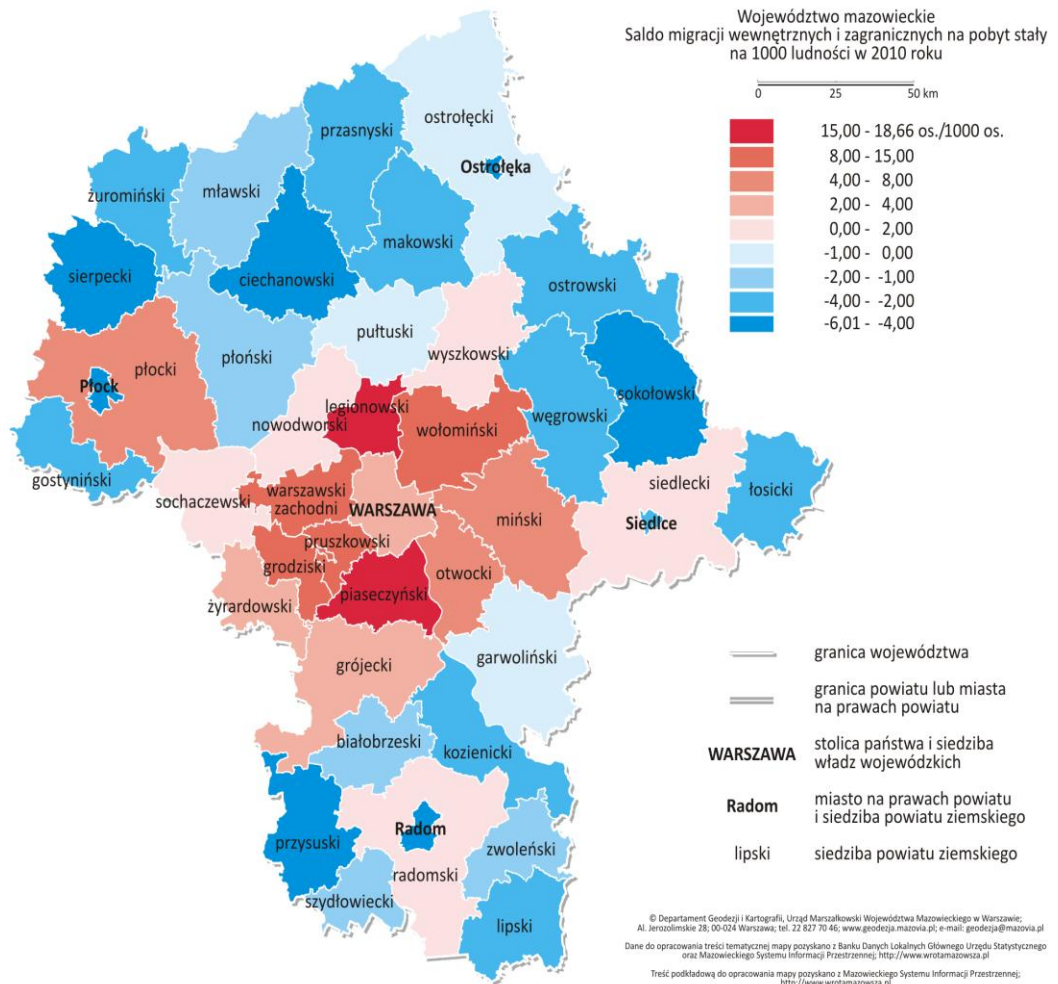 Województwo mazowieckie
Saldo migracji wewnętrznych i zagranicznych na pobyt stały
na 1000 ludności w 2010 roku
0 25 50 km
15,00 - 18,66 os./1000 os.
8,00 - 15,00
4,00 - 8,00
2,00 - 4,00
0,00 - 2,00
-1,00 - 0,00
-2,00 - -1,00
-4,00 - -2,00
-6,01 - -4,00
ostrołęcki
przasnyski
Ostrołęka
żuromiński
mławski
makowski
sierpecki
ciechanowski
ostrowski
pułtuski
wyszkowski
płocki
płoński
Płock
sokołowski
legionowski
węgrowski
nowodworski
wołomiński
gostyniński
sochaczewski
siedlecki
łosicki
warszawski
zachodni
WARSZAWA
miński
Siedlce
pruszkowski
grodziski
otwocki
piaseczyński
żyrardowski
garwoliński
grójecki
białobrzeski
kozienicki
Radom
przysuski
zwoleński
radomski
szydłowiecki
lipski
granica województwa
granica powiatu lub miasta
na prawach powiatu
WARSZAWA stolica państwa i siedziba
władz wojewódzkich
Radom miasto na prawach powiatu
i siedziba powiatu ziemskiego
lipski siedziba powiatu ziemskiego
© Departament Geodezji i Kartografii, Urząd Marszałkowski Województwa Mazowieckiego w Warszawie;
Al. Jerozolimskie 28; 00-024 Warszawa; tel. 22 827 70 46; www.geodezja.mazovia.pl; e-mail: geodezja@mazovia.pl
Dane do opracowania treści tematycznej mapy pozyskano z Banku Danych Lokalnych Głównego Urzędu Statystycznego
oraz Mazowieckiego Systemu Informacji Przestrzennej; http://www.wrotamazowsza.pl
Treść podkładową do opracowania mapy pozyskano z Mazowieckiego Systemu Informacji Przestrzennej;
http://www.wrotamazowsza.pl